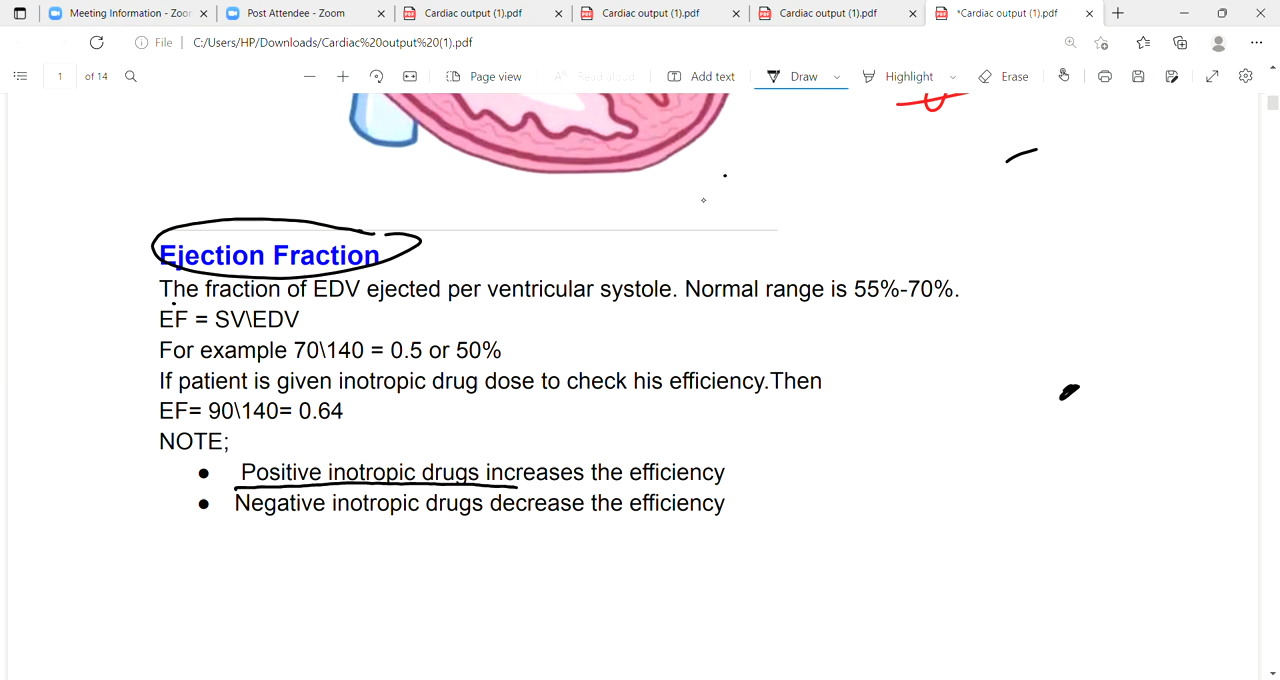 Meeting Information - Zoor
Post Attendee - Zoom
Cardiac output (1).pdf
Cardiac output (1).pdf
Cardiac output (1).pdf
*Cardiac output (1).pdf
File
C:/Users/HP/Downloads/Cardiac%20output%20(1).pdf
1 of 14
Page view
Read aloud
Add text
Draw
Highlight
Erase
Ejection Fraction
The fraction of EDV ejected per ventricular systole. Normal range is 55%-70%.
EF = SV\EDV
For example 70\140 = 0.5 or 50%
If patient is given inotropic drug dose to check his efficiency.Then
EF= 90\140= 0.64
NOTE;
● Positive inotropic drugs increases the efficiency
● Negative inotropic drugs decrease the efficiency